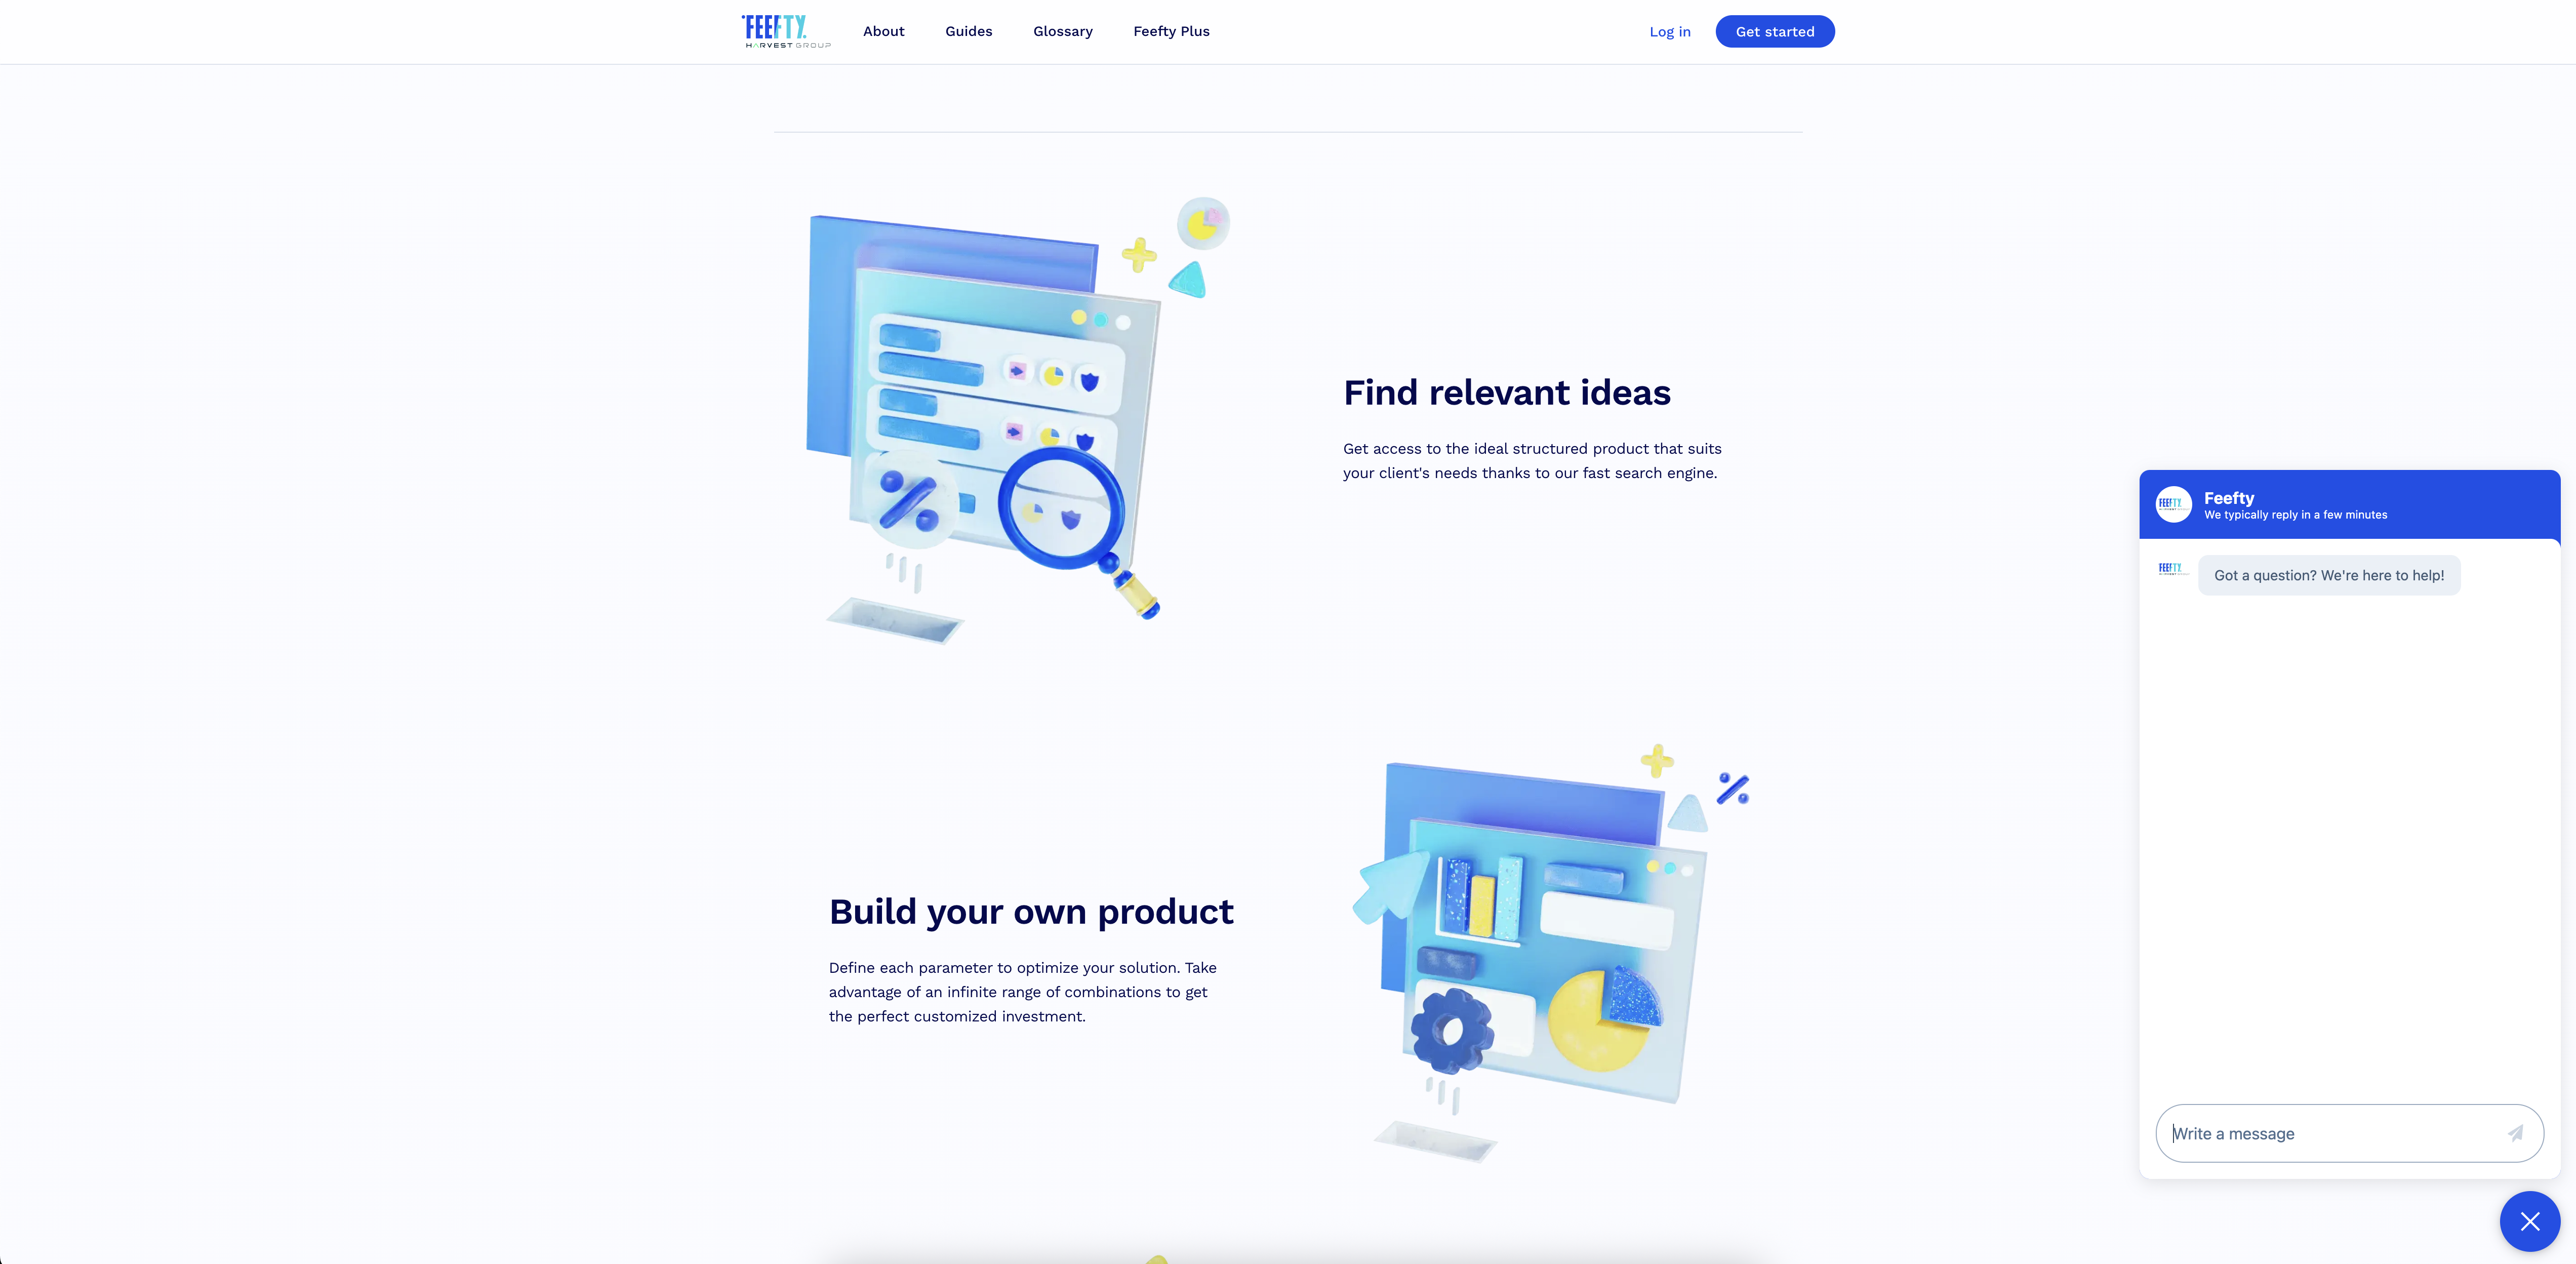 FEEFTY.
HARVEST GROUP
About
Guides
Glossary
Feefty Plus
Log in
Get started
Find relevant ideas
Get access to the ideal structured product that suits
your client's needs thanks to our fast search engine.
Build your own product
Define each parameter to optimize your solution. Take
advantage of an infinite range of combinations to get
the perfect customized investment.
FEEFTY.
Feefty
We typically reply in a few minutes
FEEFTY.
Got a question? We're here to help!
Write a message